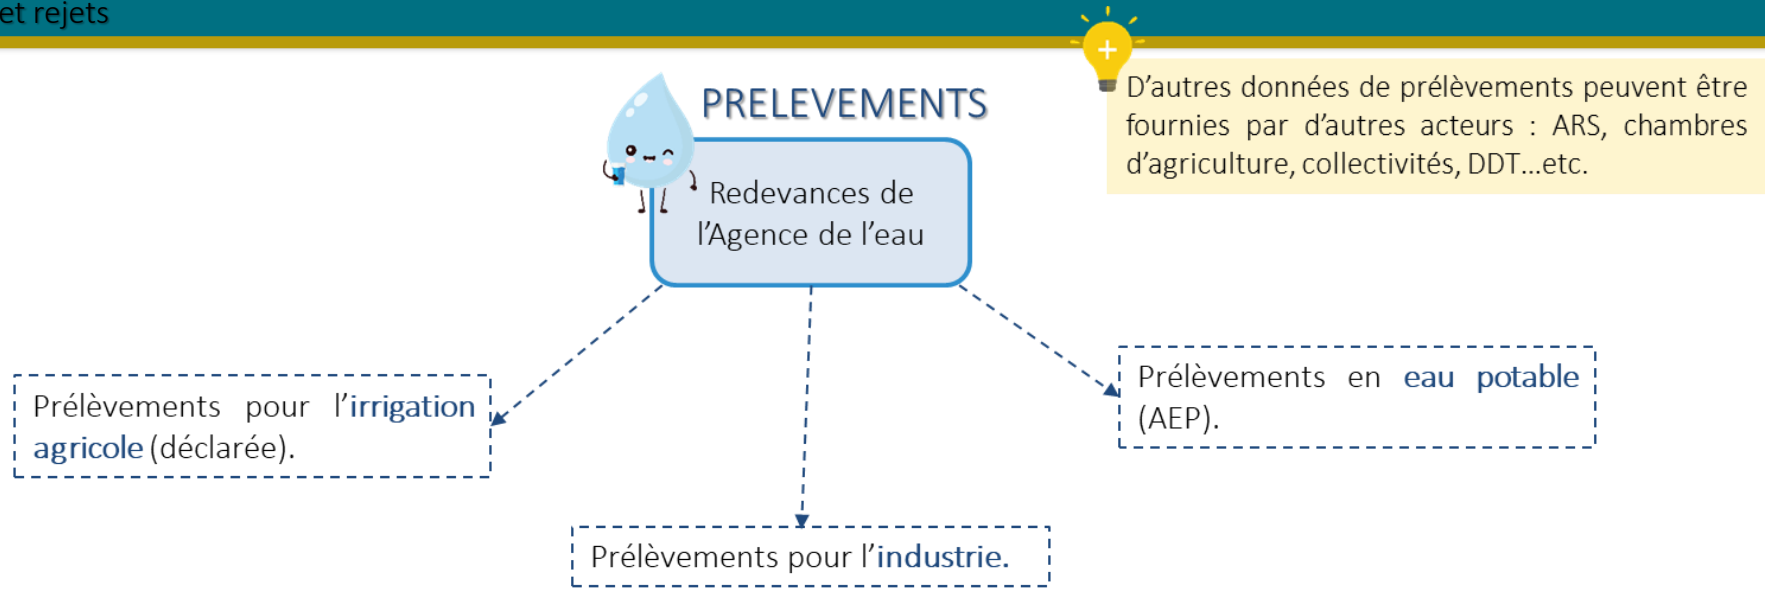 et rejets
PRELEVEMENTS
Redevances de
l’Agence de l’eau
D’autres données de prélèvements peuvent être
fournies par d’autres acteurs : ARS, chambres
d’agriculture, collectivités, DDT…etc.
Prélèvements pour l’irrigation
agricole (déclarée).
Prélèvements en eau potable
(AEP).
Prélèvements pour l’industrie.